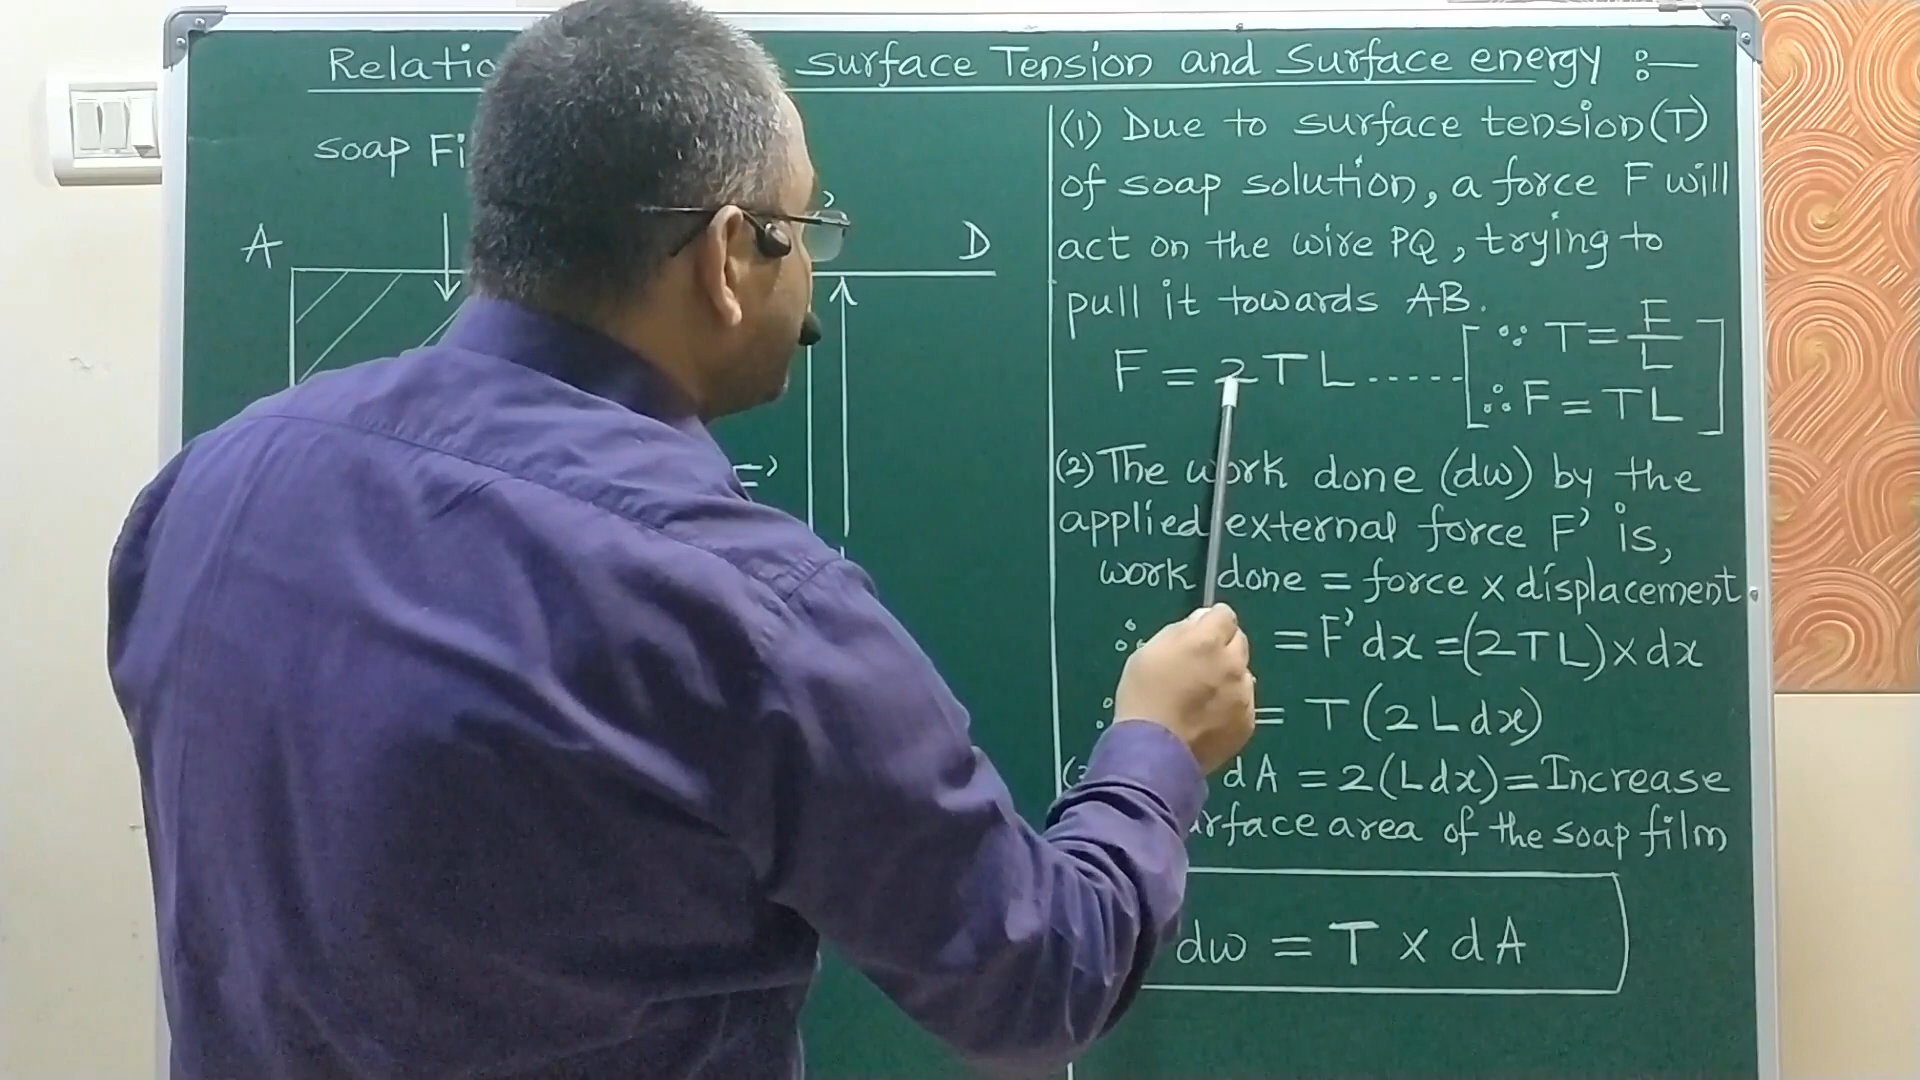 Relatio surface Tension and Surface energy :—
soap Fi
A
D
(1) Due to surface tension(T)
of soap solution, a force F will
act on the wire PQ, trying to
pull it towards AB.
F = 2TL-----[∵ T = F/L
∴ F = TL]
(2) The work done (dw) by the
applied external force F' is,
work done = force x displacement
∴ = F'dx =(2TL)xdx
∴ = T(2Ldx)
dA = 2(Ldx)=Increase
rface area of the soap film
dw = T x dA